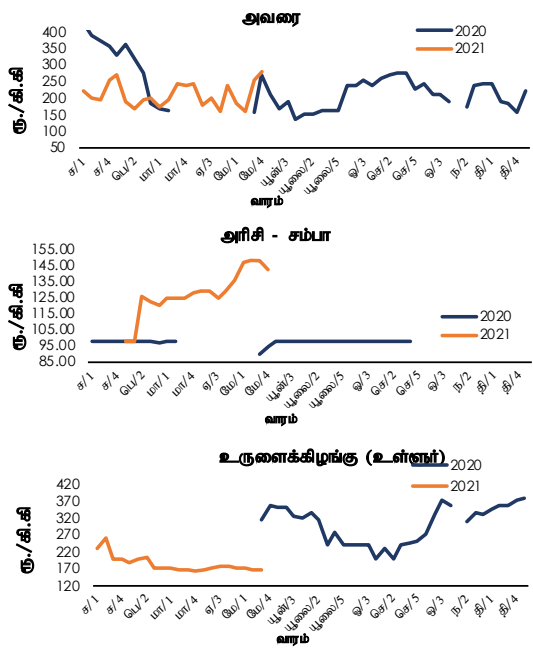 அவரை
2020
2021
400
350
300
250
200
150
100
50
ரூ./கி.கி
ச/1
ச/4
பெ/2
மா/1
மா/4
ஏ/3
மே/1
மே/4
யூன்/3
யூலை/2
யூலை/5
ஓ/3
செ/2
செ/5
ஓ/3
ந/2
தி/1
தி/4
வாரம்
அரிசி - சம்பா
155.00
145.00
135.00
125.00
115.00
105.00
95.00
85.00
ரூ./கி.கி
2020
2021
ச/1
ச/4
பெ/2
மா/1
மா/4
ஏ/3
மே/1
மே/4
யூன்/3
யூலை/2
யூலை/5
ஓ/3
செ/2
செ/5
ஓ/3
ந/2
தி/1
தி/4
வாரம்
உருளைக்கிழங்கு (உள்ளூர்)
2020
2021
420
370
320
270
220
170
120
ரூ./கி.கி
ச/1
ச/4
பெ/2
மா/1
மா/4
ஏ/3
மே/1
மே/4
யூன்/3
யூலை/2
யூலை/5
ஓ/3
செ/2
செ/5
ஓ/3
ந/2
தி/1
தி/4
வாரம்